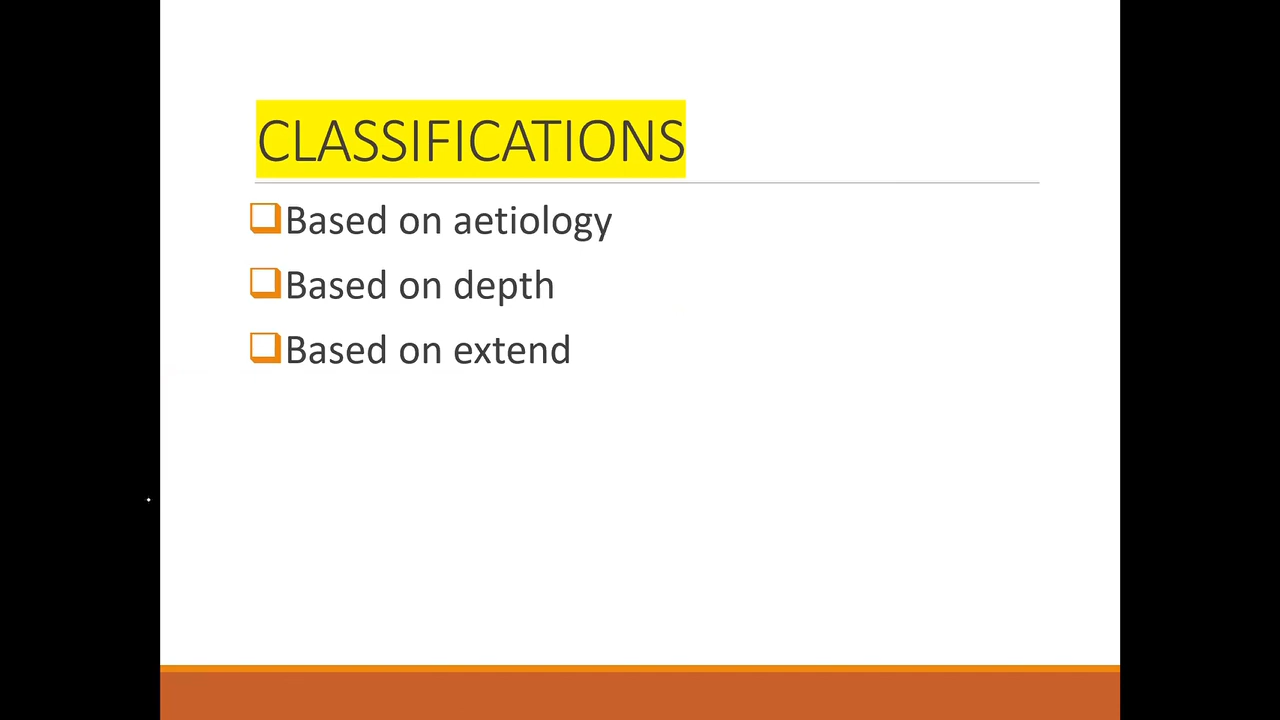 CLASSIFICATIONS
Based on aetiology
Based on depth
Based on extend